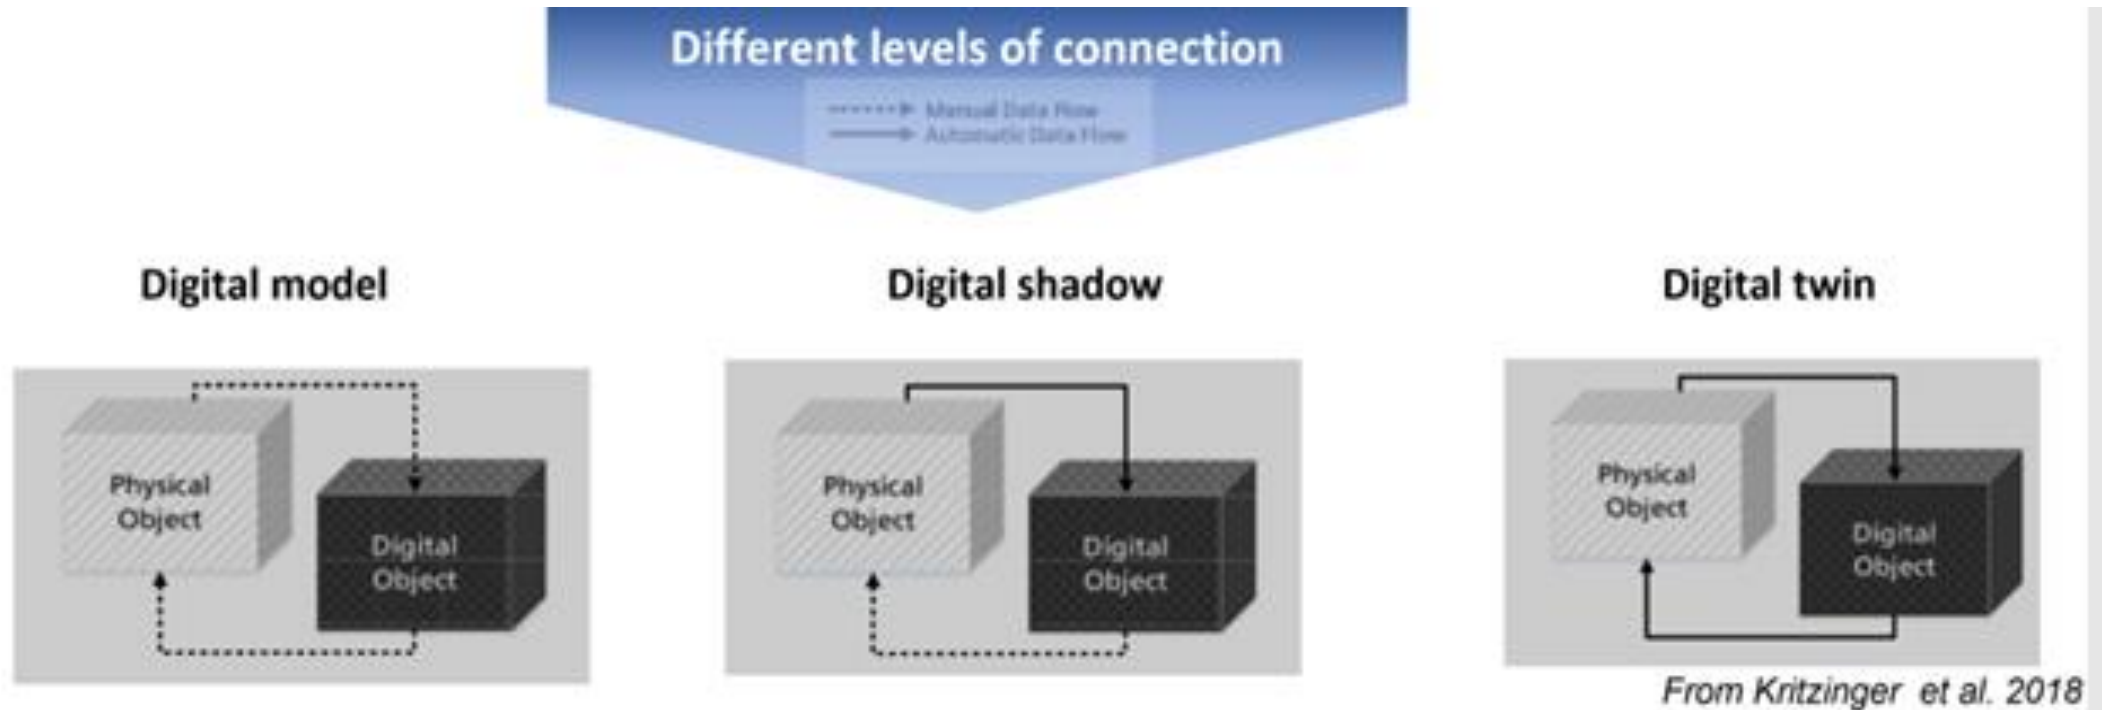 Different levels of connection
Manual Data Flow
Automatic Data Flow
Digital model
Digital shadow
Digital twin
Physical
Object
Digital
Object
Physical
Object
Digital
Object
Physical
Object
Digital
Object
From Kritzinger et al. 2018